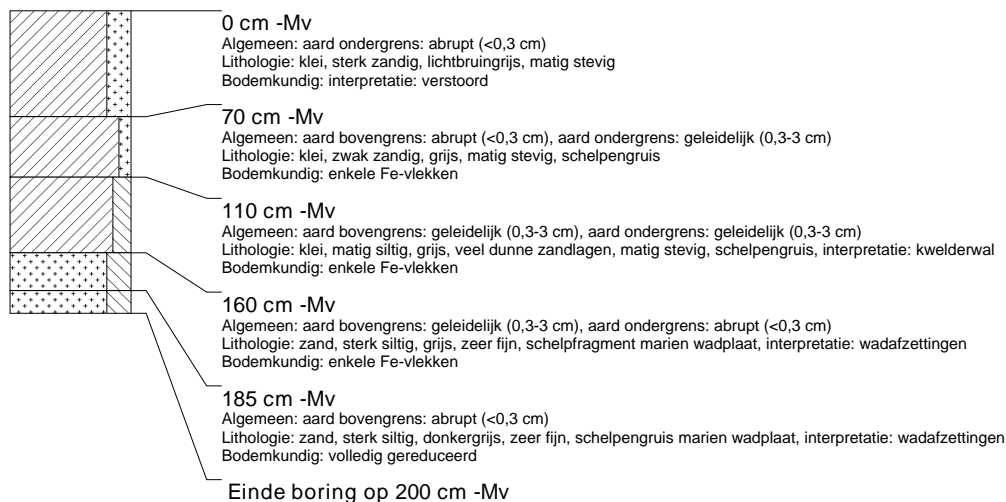 0 cm -Mv
Algemeen: aard ondergrens: abrupt (<0,3 cm)
Lithologie: klei, sterk zandig, lichtbruingrijs, matig stevig
Bodemkundig: interpretatie: verstoord
70 cm -Mv
Algemeen: aard bovengrens: abrupt (<0,3 cm), aard ondergrens: geleidelijk (0,3-3 cm)
Lithologie: klei, zwak zandig, grijs, matig stevig, schelpengruis
Bodemkundig: enkele Fe-vlekken
110 cm -Mv
Algemeen: aard bovengrens: geleidelijk (0,3-3 cm), aard ondergrens: geleidelijk (0,3-3 cm)
Lithologie: klei, matig siltig, grijs, veel dunne zandlagen, matig stevig, schelpengruis, interpretatie: kwelderwal
Bodemkundig: enkele Fe-vlekken
160 cm -Mv
Algemeen: aard bovengrens: geleidelijk (0,3-3 cm), aard ondergrens: abrupt (<0,3 cm)
Lithologie: zand, sterk siltig, grijs, zeer fijn, schelpfragment marien wadplaat, interpretatie: wadafzettingen
Bodemkundig: enkele Fe-vlekken
185 cm -Mv
Algemeen: aard bovengrens: abrupt (<0,3 cm)
Lithologie: zand, sterk siltig, donkergrijs, zeer fijn, schelpengruis marien wadplaat, interpretatie: wadafzettingen
Bodemkundig: volledig gereduceerd
Einde boring op 200 cm -Mv